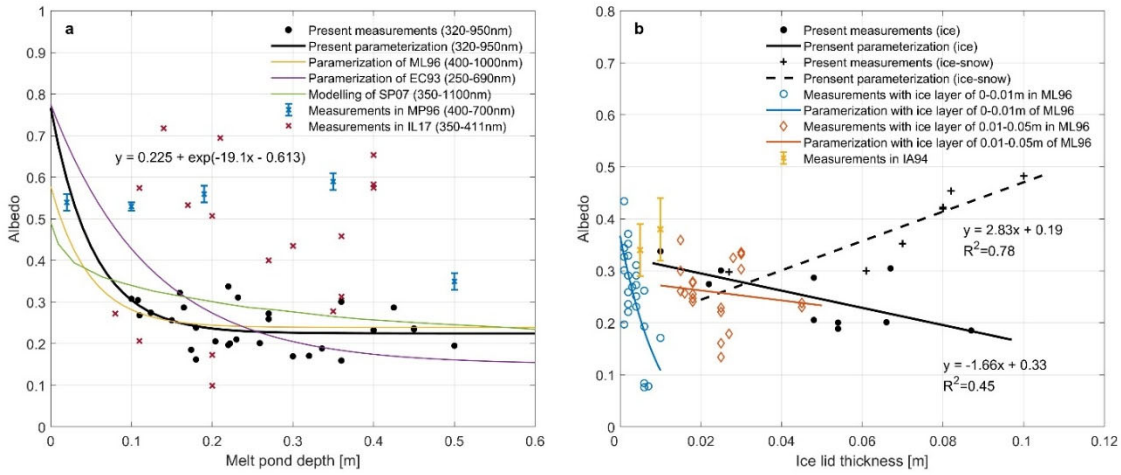 a
Present measurements (320-950nm)
Present parameterization (320-950nm)
Paramerization of ML96 (400-1000nm)
Paramerization of EC93 (250-690nm)
Modelling of SP07 (350-1100nm)
Measurements in MP96 (400-700nm)
Measurements in IL17 (350-411nm)
y = 0.225 + exp(-19.1x - 0.613)
1
0.9
0.8
0.7
0.6
0.5
0.4
0.3
0.2
0.1
0
Albedo
0
0.1
0.2
0.3
0.4
0.5
0.6
Melt pond depth [m]
b
Present measurements (ice)
Prensent parameterization (ice)
Present measurements (ice-snow)
Prensent parameterization (ice-snow)
Measurements with ice layer of 0-0.01m in ML96
Paramerization with ice layer of 0-0.01m of ML96
Measurements with ice layer of 0.01-0.05m in ML96
Paramerization with ice layer of 0.01-0.05m of ML96
Measurements in IA94
y = 2.83x + 0.19
R²=0.78
y = -1.66x + 0.33
R²=0.45
0.8
0.7
0.6
0.5
0.4
0.3
0.2
0.1
0
Albedo
0
0.02
0.04
0.06
0.08
0.1
0.12
Ice lid thickness [m]